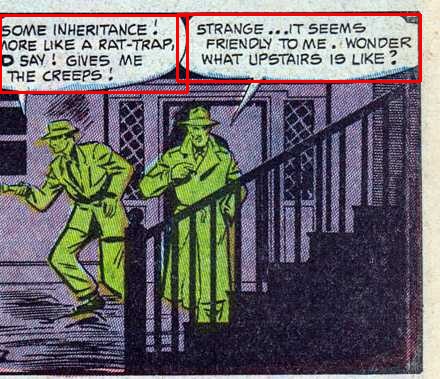 SOME INHERITANCE!
MORE LIKE A RAT-TRAP,
SAY! GIVES ME
THE CREEPS!
STRANGE...IT SEEMS
FRIENDLY TO ME. WONDER
WHAT UPSTAIRS IS LIKE?